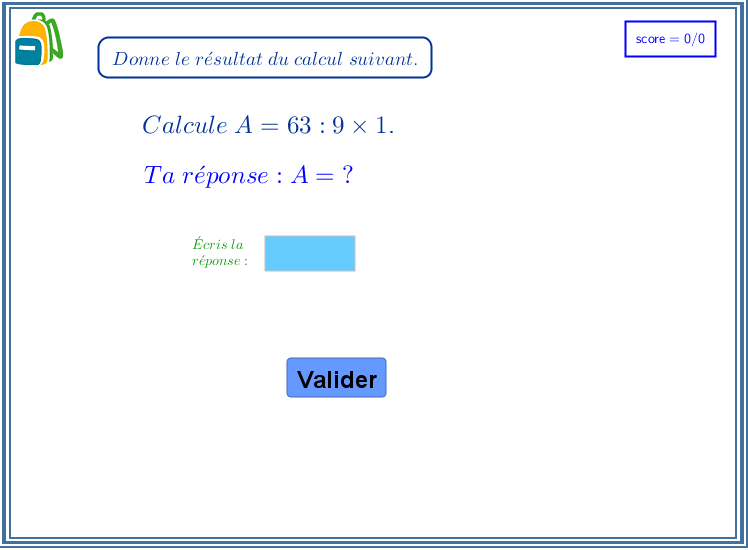 score = 0/0
Donne le résultat du calcul suivant.
Calcule A = 63 : 9 × 1.
Ta réponse : A = ?
Écris la
réponse :
Valider